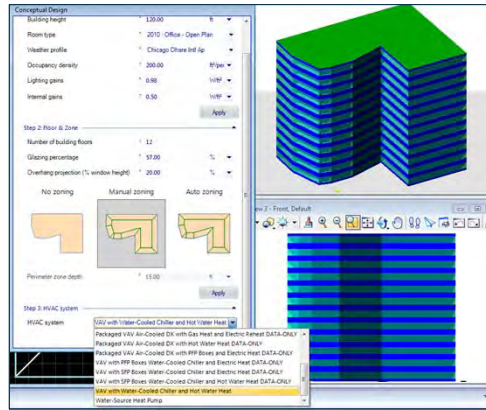 Conceptual Design
Building height * 120.00 ft
Room type * 2010 : Office - Open Plan
Weather profile * Chicago Ohare Intl Ap
Occupancy density * 200.00 ft²/per
Lighting gains * 0.98 W/ft²
Internal gains * 0.50 W/ft²
Apply
Step 2: Floor & Zone
Number of building floors * 12
Glazing percentage * 57.00 %
Overhang projection (% window height) * 20.00 %
No zoning Manual zoning Auto zoning
Perimeter zone depth * 15.00 ft
Apply
Step 3: HVAC system
HVAC system VAV with Water-Cooled Chiller and Hot Water Heat
Packaged VAV Air-Cooled DX with Gas Heat and Electric Reheat DATA-ONLY
Packaged VAV Air-Cooled DX with Hot Water Heat DATA-ONLY
Packaged VAV Air-Cooled DX with PFP Boxes and Electric Heat DATA-ONLY
VAV with PFP Boxes Water-Cooled Chiller and Electric Heat DATA-ONLY
VAV with SFP Boxes Water-Cooled Chiller and Electric Heat DATA-ONLY
VAV with SFP Boxes Water-Cooled Chiller and Hot Water Heat DATA-ONLY
VAV with Water-Cooled Chiller and Hot Water Heat
Water-Source Heat Pump
3 - Front, Default